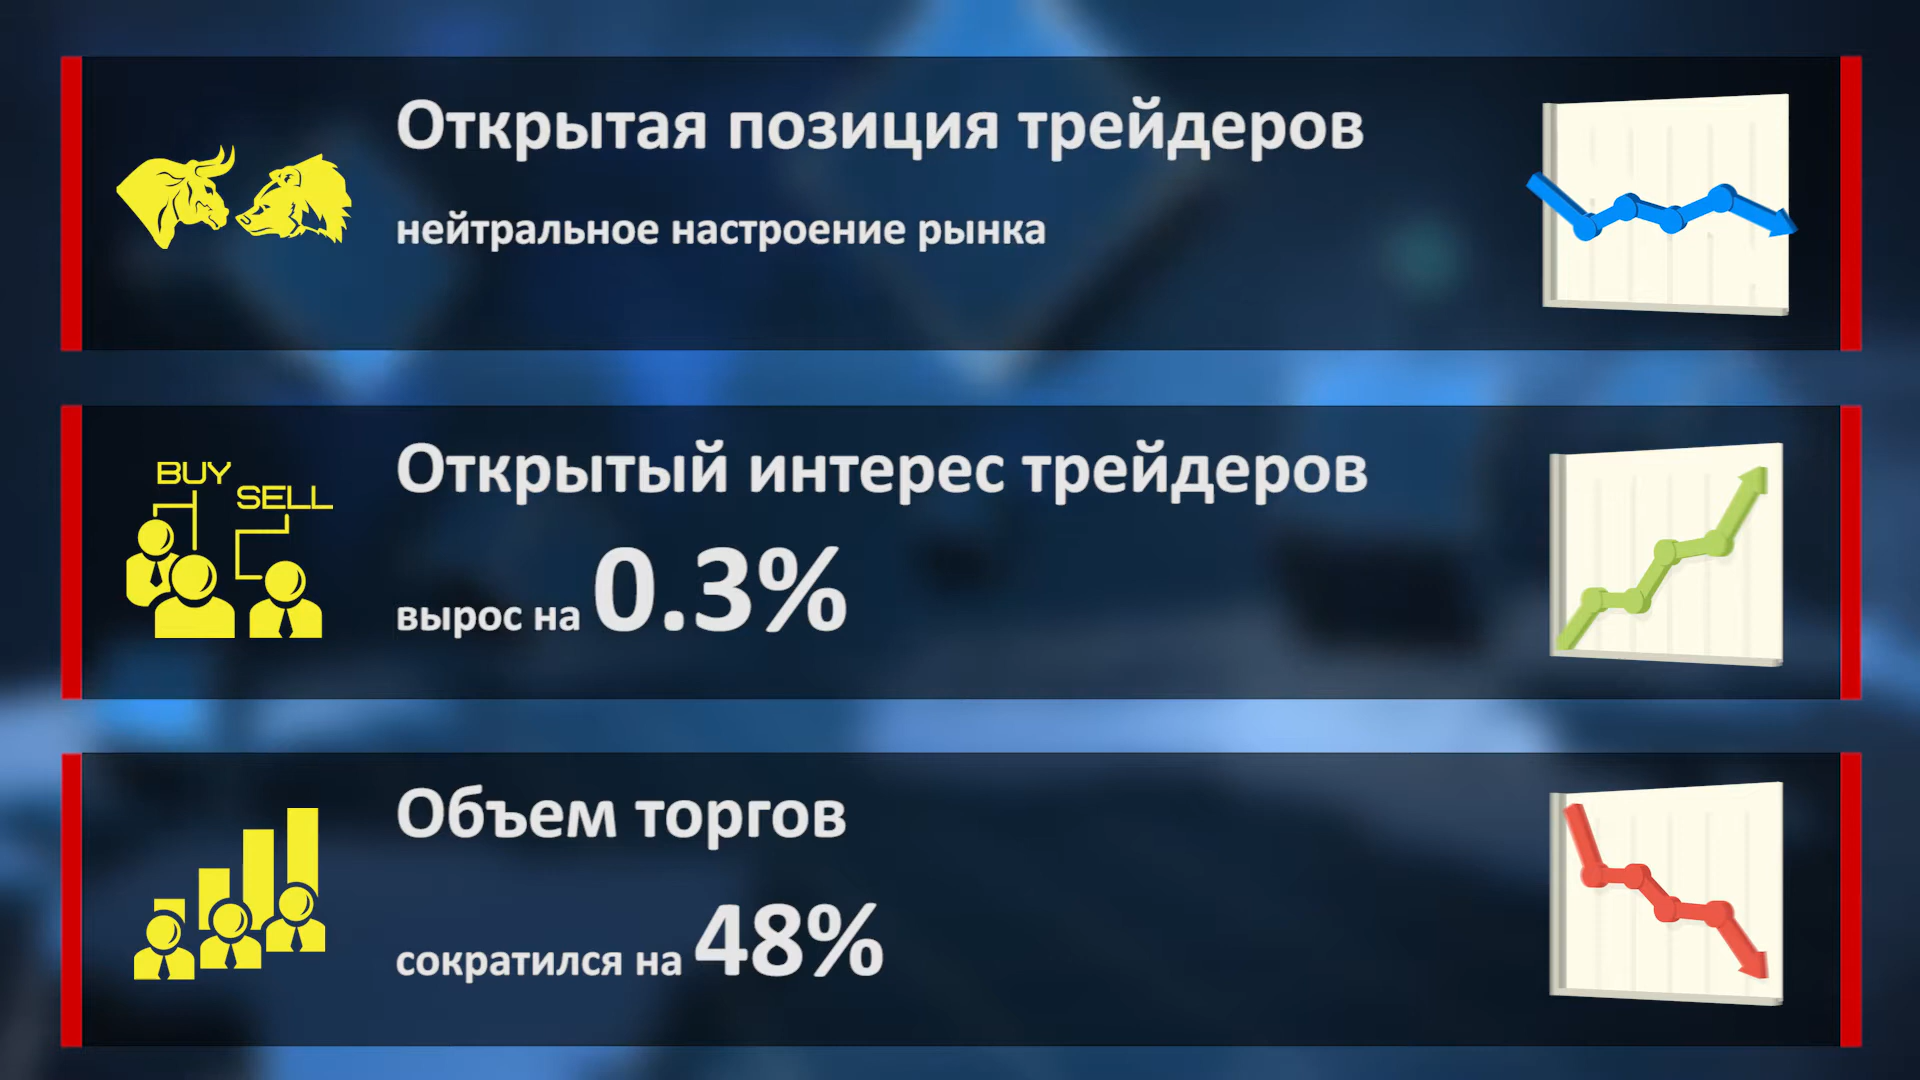 Открытая позиция трейдеров
нейтральное настроение рынка
BUY
SELL
Открытый интерес трейдеров
вырос на 0.3%
Объем торгов
сократился на 48%